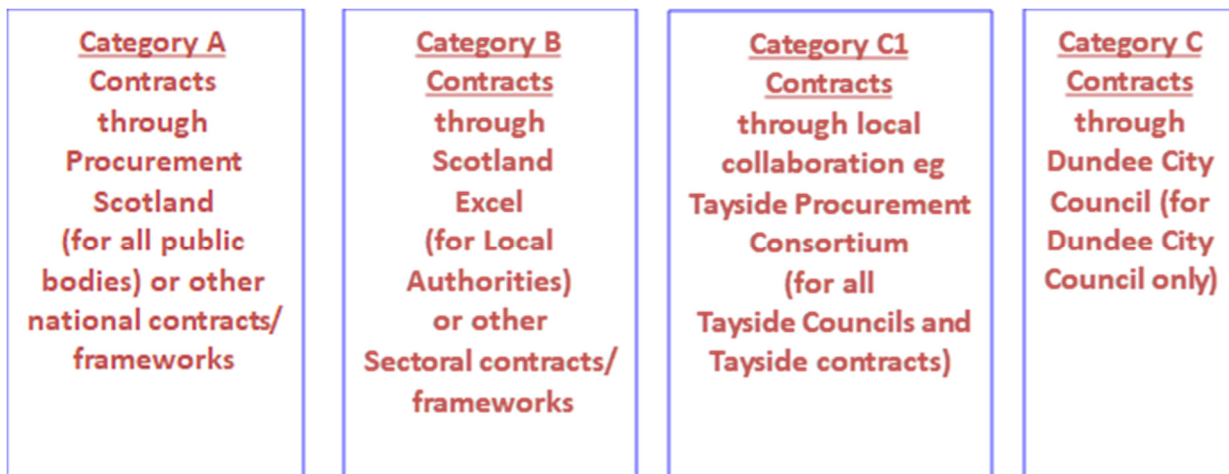 Category A
Contracts
through
Procurement
Scotland
(for all public
bodies) or other
national contracts/
frameworks
Category B
Contracts
through
Scotland
Excel
(for Local
Authorities)
or other
Sectoral contracts/
frameworks
Category C1
Contracts
through local
collaboration eg
Tayside Procurement
Consortium
(for all
Tayside Councils and
Tayside contracts)
Category C
Contracts
through
Dundee City
Council (for
Dundee City
Council only)